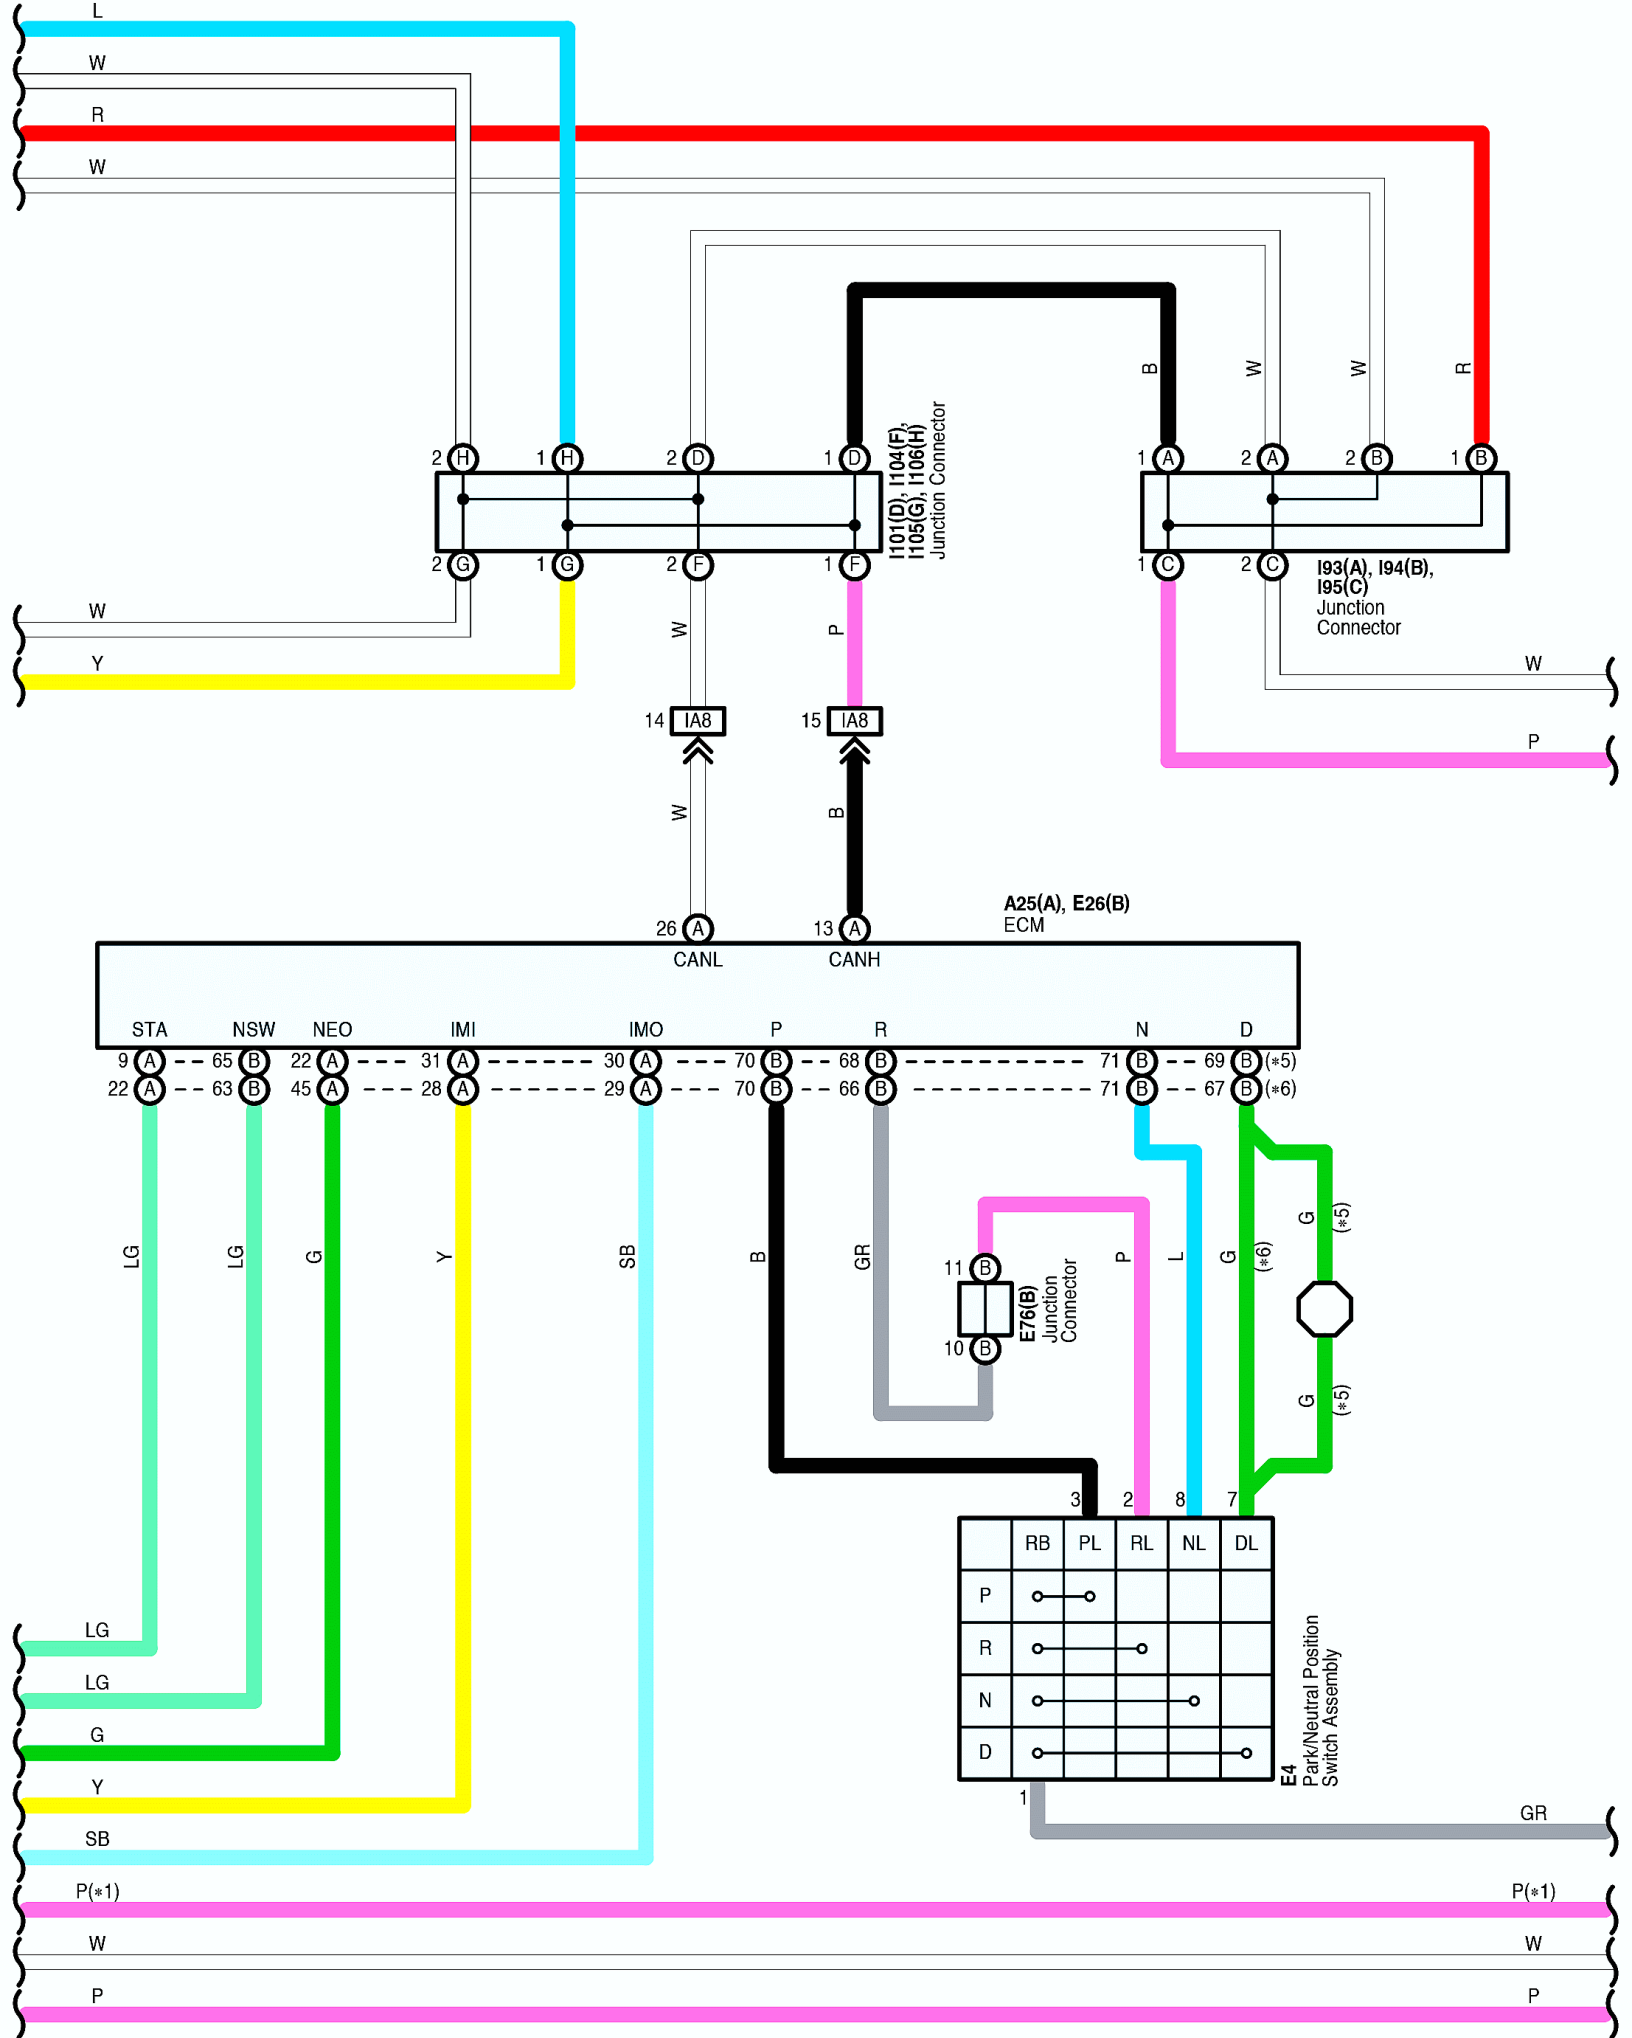 L
W
R
W
B
W
W
R
2 H 1 H 2 D 1 D
1 A 2 A 2 B 1 B
I101(D), I104(F),
I105(G), I106(H)
Junction Connector
2 G 1 G 2 F 1 F
1 C 2 C
I93(A), I94(B),
I95(C)
Junction
Connector
W
Y
W
P
W
P
14 IA8 15 IA8
W
B
A25(A), E26(B)
ECM
26 A 13 A
CANL CANH
STA NSW NEO IMI IMO P R N D
9 A 65 B 22 A 31 A 30 A 70 B 68 B 71 B 69 B (*5)
22 A 63 B 45 A 28 A 29 A 70 B 66 B 71 B 67 B (*6)
LG
LG
G
Y
SB
B
GR
P
L
G
(*6)
G
(*5)
11 B
E76(B)
Junction
Connector
10 B
G
(*5)
3 2 8 7
RB PL RL NL DL
P
R
N
D
E4
Park/Neutral Position
Switch Assembly
1
LG
LG
G
Y
GR
SB
P(*1) P(*1)
W W
P P